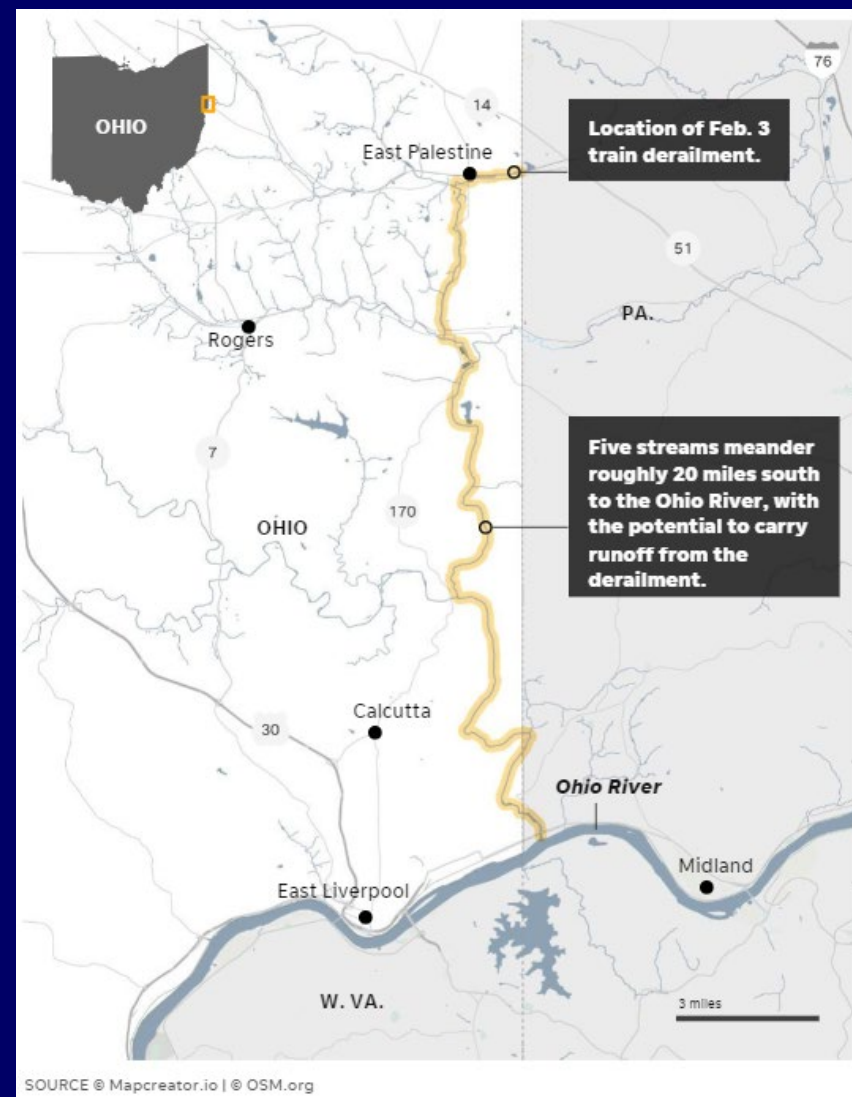 76
OHIO
14
Location of Feb. 3
train derailment.
East Palestine
51
PA.
Rogers
Five streams meander
roughly 20 miles south
to the Ohio River, with
the potential to carry
runoff from the
derailment.
7
170
OHIO
Calcutta
30
Ohio River
Midland
East Liverpool
W. VA.
3 miles
SOURCE © Mapcreator.io | © OSM.org